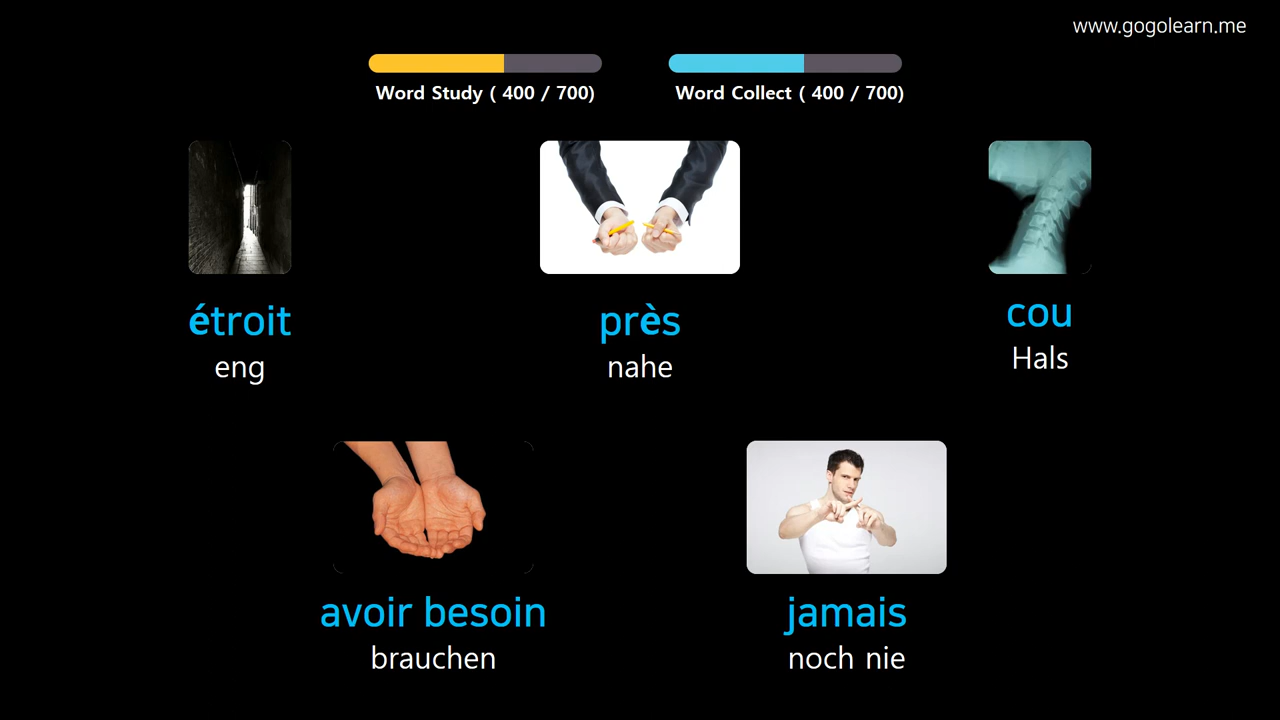 www.gogolearn.me
Word Study ( 400 / 700)
Word Collect ( 400 / 700)
étroit
eng
près
nahe
cou
Hals
avoir besoin
brauchen
jamais
noch nie